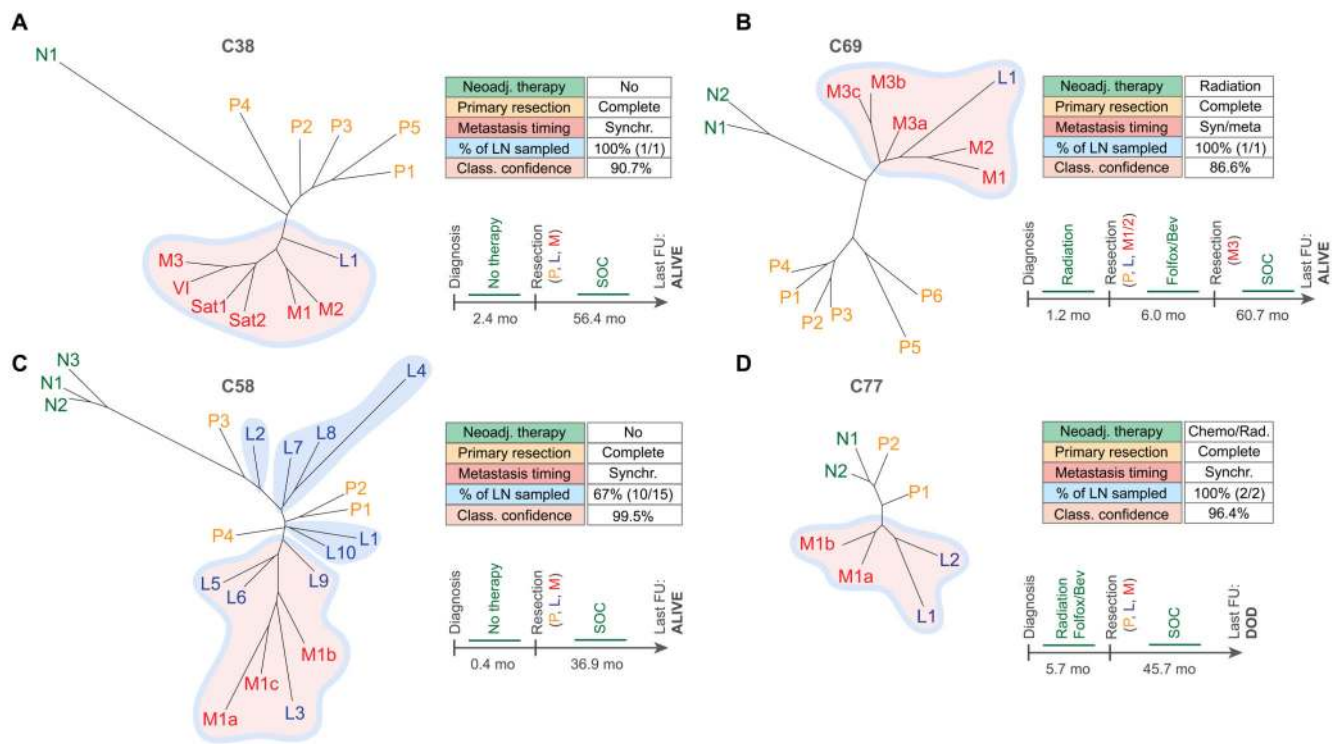 A
C38
N1
P4
P2
P3
P5
P1
M3
VI
Sat1
Sat2
M1
M2
L1
Neoadj. therapy No
Primary resection Complete
Metastasis timing Synchr.
% of LN sampled 100% (1/1)
Class. confidence 90.7%
Diagnosis
No therapy
Resection
(P, L, M)
SOC
Last FU:
ALIVE
2.4 mo
56.4 mo
B
C69
N2
N1
M3c
M3b
M3a
L1
M2
M1
P4
P1
P2
P3
P6
P5
Neoadj. therapy Radiation
Primary resection Complete
Metastasis timing Syn/meta
% of LN sampled 100% (1/1)
Class. confidence 86.6%
Diagnosis
Radiation
Resection
(P, L, M1/2)
Folfox/Bev
Resection
(M3)
SOC
Last FU:
ALIVE
1.2 mo
6.0 mo
60.7 mo
C
C58
N3
N1
N2
P3
L2
L7
L8
L4
P2
P1
P4
L1
L10
L5
L6
L9
M1b
M1c
M1a
L3
Neoadj. therapy No
Primary resection Complete
Metastasis timing Synchr.
% of LN sampled 67% (10/15)
Class. confidence 99.5%
Diagnosis
No therapy
Resection
(P, L, M)
SOC
Last FU:
ALIVE
0.4 mo
36.9 mo
D
C77
N1
N2
P2
P1
M1b
M1a
L2
L1
Neoadj. therapy Chemo/Rad.
Primary resection Complete
Metastasis timing Synchr.
% of LN sampled 100% (2/2)
Class. confidence 96.4%
Diagnosis
Radiation
Folfox/Bev
Resection
(P, L, M)
SOC
Last FU:
DOD
5.7 mo
45.7 mo